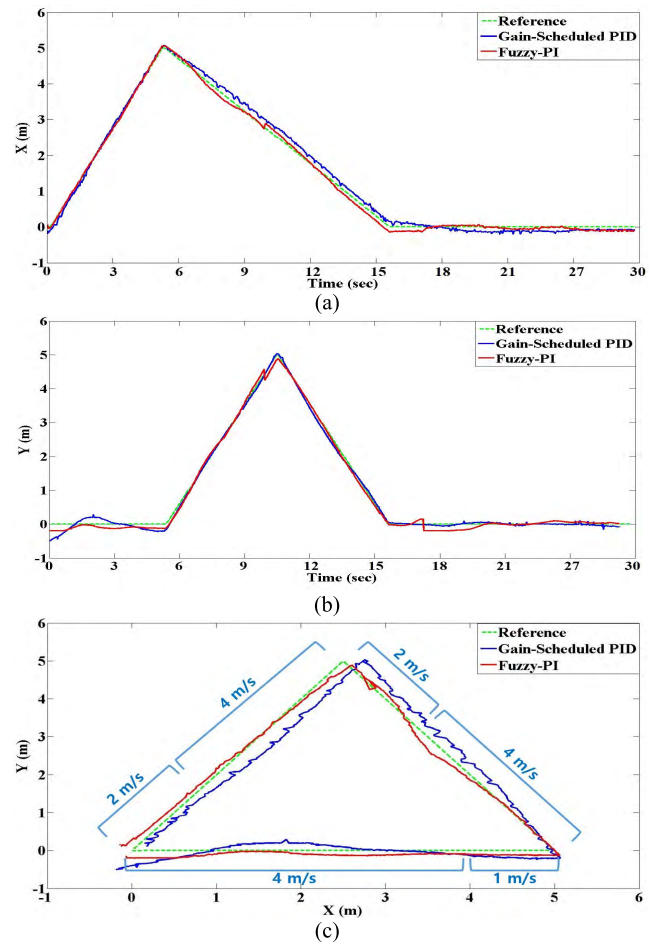 6
5
4
3
2
1
0
-1
X (m)
Reference
Gain-Scheduled PID
Fuzzy-PI
0 3 6 9 12 15 18 21 27 30
Time (sec)
(a)
6
5
4
3
2
1
0
-1
Y (m)
Reference
Gain-Scheduled PID
Fuzzy-PI
0 3 6 9 12 15 18 21 27 30
Time (sec)
(b)
6
5
4
3
2
1
0
-1
Y (m)
Reference
Gain-Scheduled PID
Fuzzy-PI
2 m/s
4 m/s
2 m/s
4 m/s
4 m/s
1 m/s
-1 0 1 2 3 4 5 6
X (m)
(c)